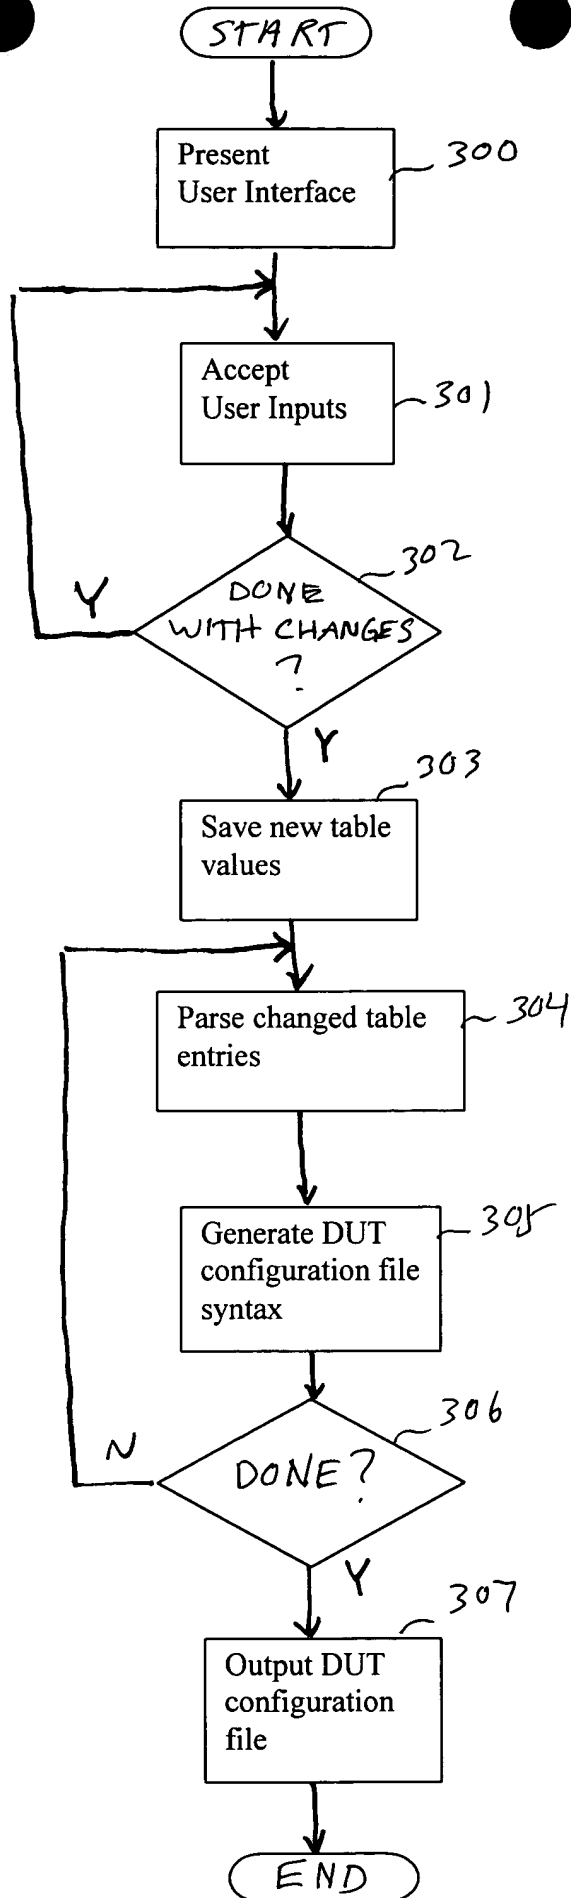 START
Present
User Interface
300
Accept
User Inputs
301
302
DONE
WITH CHANGES
?
Y
Y
303
Save new table
values
Parse changed table
entries
304
Generate DUT
configuration file
syntax
305
306
DONE?
N
Y
307
Output DUT
configuration
file
END